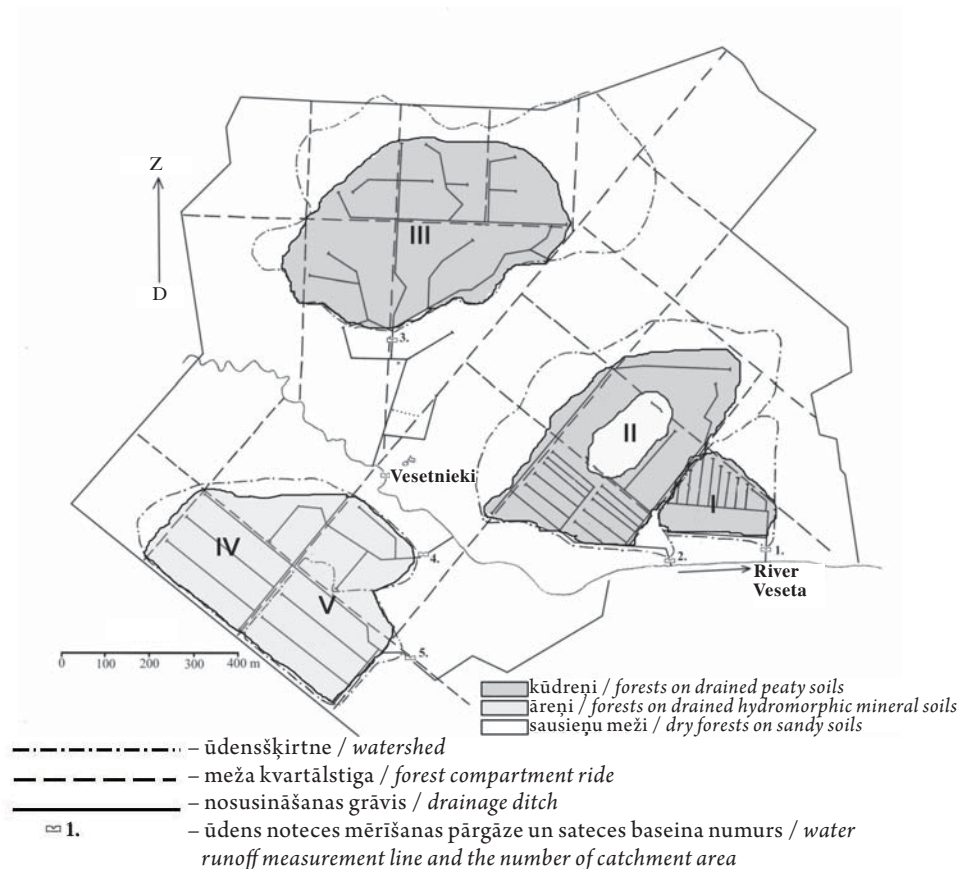 Z
D
III
3.
II
I
Vesetnieki
IV
V
4.
5.
2.
1.
River
Veseta
0 100 200 300 400 m
kūdreņi / forests on drained peaty soils
āreņi / forests on drained hydromorphic mineral soils
sausieņu meži / dry forests on sandy soils
– ūdensšķirtne / watershed
– meža kvartālstiga / forest compartment ride
– nosusināšanas grāvis / drainage ditch
1. – ūdens noteces mērīšanas pārgāze un sateces baseina numurs / water
runoff measurement line and the number of catchment area